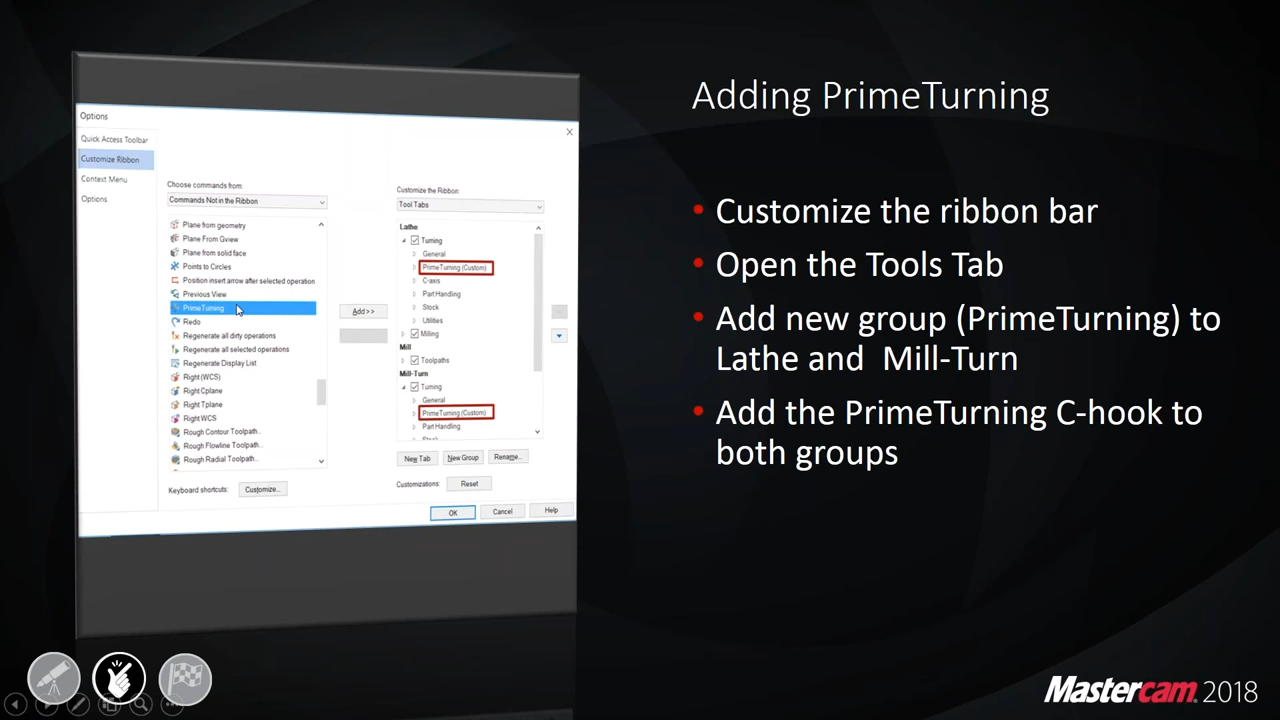 Adding PrimeTurning
Options
Quick Access Toolbar
Customize Ribbon
Context Menu
Options
Choose commands from:
Commands Not in the Ribbon
Plane from geometry
Plane From Gview
Plane from solid face
Points to Circles
Position insert arrow after selected operation
Previous View
PrimeTurning
Redo
Regenerate all dirty operations
Regenerate all selected operations
Regenerate Display List
Right (WCS)
Right Cplane
Right Tplane
Right WCS
Rough Contour Toolpath...
Rough Flowline Toolpath...
Rough Radial Toolpath...
Keyboard shortcuts: Customize...
Add>>
Customize the Ribbon:
Tool Tabs
Lathe
Turning
General
PrimeTurning (Custom)
C-axis
Part Handling
Stock
Utilities
Milling
Mill
Toolpaths
Mill-Turn
Turning
General
PrimeTurning (Custom)
Part Handling
Stock
New Tab New Group Rename...
Customizations: Reset
OK Cancel Help
• Customize the ribbon bar
• Open the Tools Tab
• Add new group (PrimeTurning) to
Lathe and Mill-Turn
• Add the PrimeTurning C-hook to
both groups
Mastercam. 2018